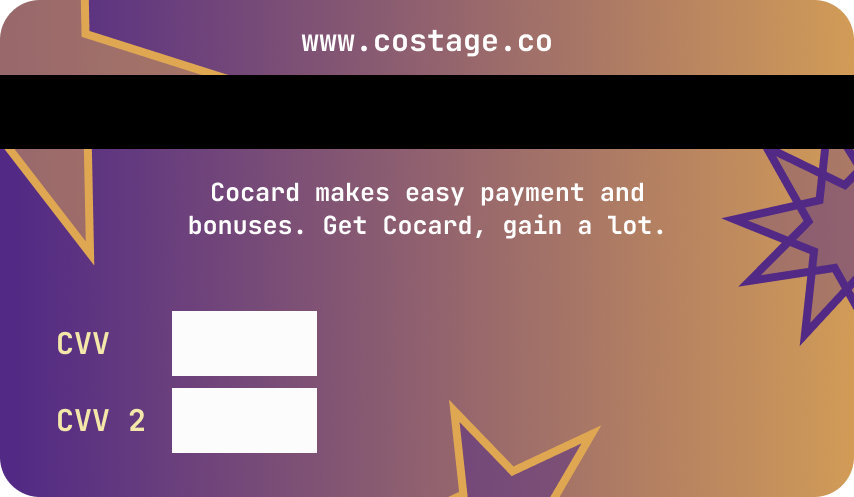 www.costage.co
Cocard makes easy payment and
bonuses. Get Cocard, gain a lot.
CVV
CVV 2